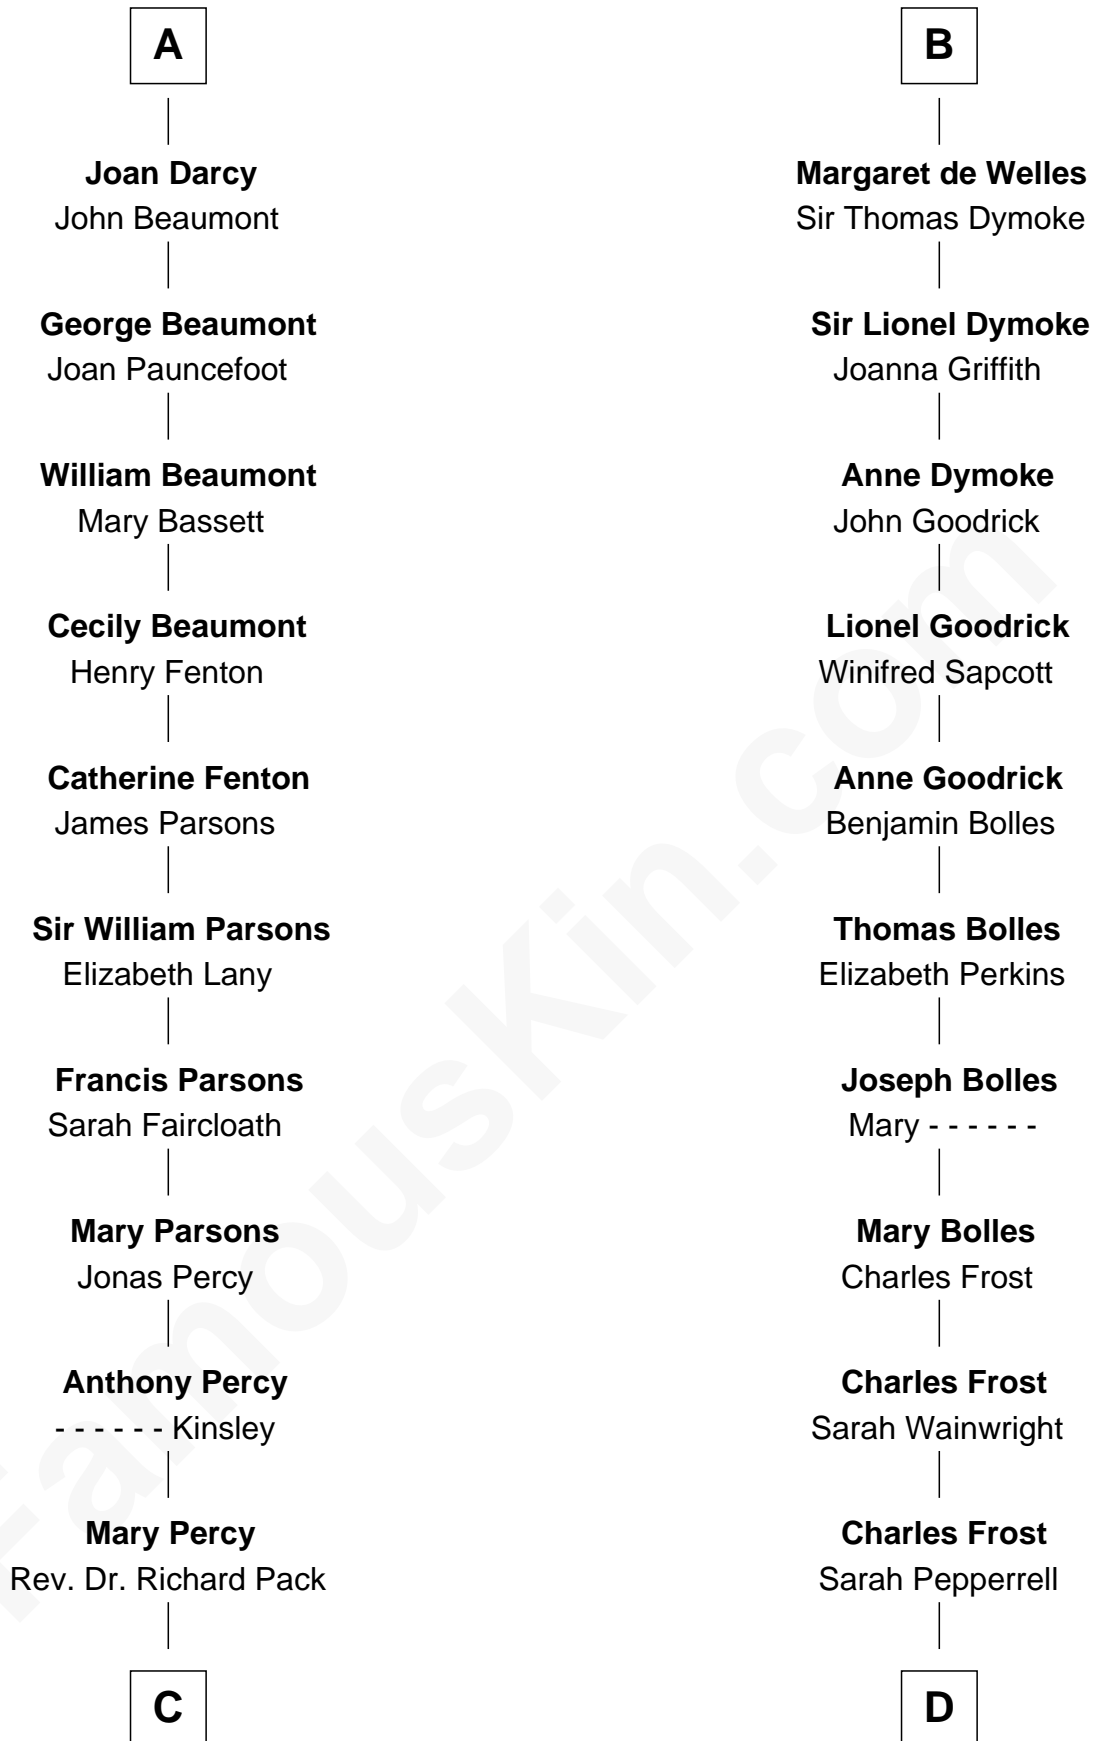 A
Joan Darcy
John Beaumont
George Beaumont
Joan Pauncefoot
William Beaumont
Mary Bassett
Cecily Beaumont
Henry Fenton
Catherine Fenton
James Parsons
Sir William Parsons
Elizabeth Lany
Francis Parsons
Sarah Faircloath
Mary Parsons
Jonas Percy
Anthony Percy
- - - - - - Kinsley
Mary Percy
Rev. Dr. Richard Pack
C
B
Margaret de Welles
Sir Thomas Dymoke
Sir Lionel Dymoke
Joanna Griffith
Anne Dymoke
John Goodrick
Lionel Goodrick
Winifred Sapcott
Anne Goodrick
Benjamin Bolles
Thomas Bolles
Elizabeth Perkins
Joseph Bolles
Mary - - - - - -
Mary Bolles
Charles Frost
Charles Frost
Sarah Wainwright
Charles Frost
Sarah Pepperrell
D
FamousKin.com